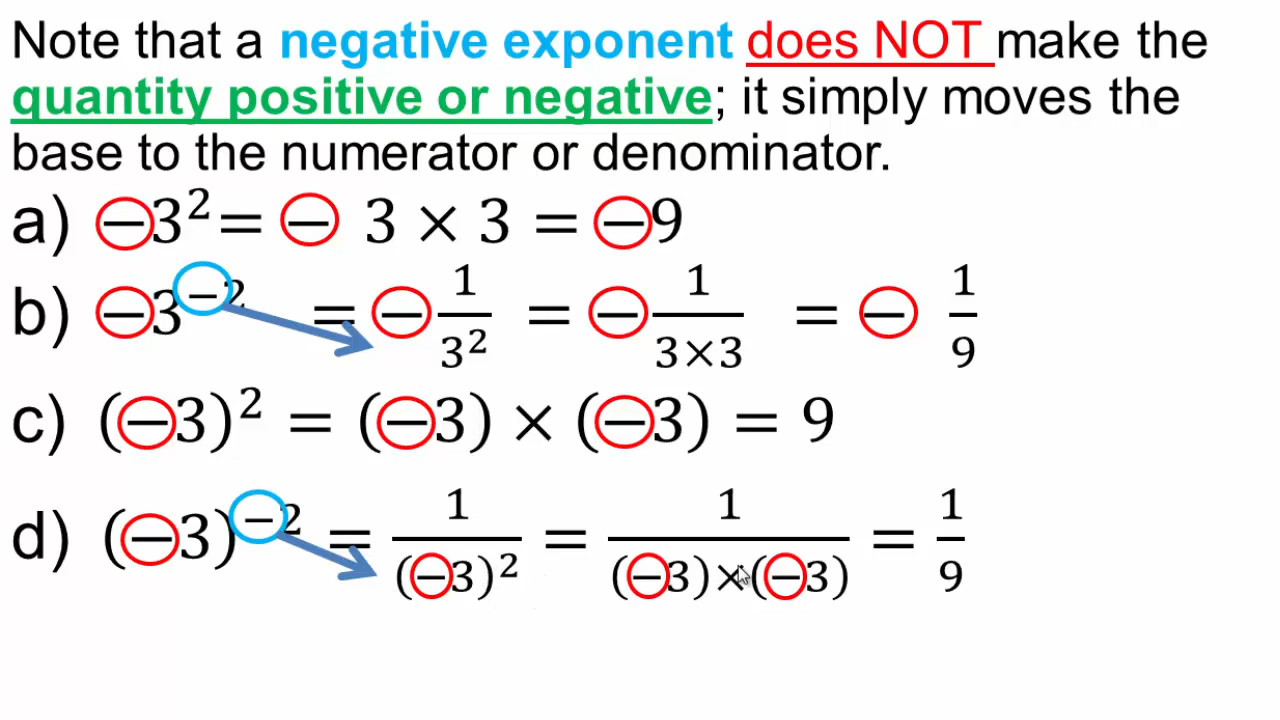 Note that a negative exponent does NOT make the
quantity positive or negative; it simply moves the
base to the numerator or denominator.
a) −3² = − 3 × 3 = −9
b) −3⁻² = − 1/3² = − 1/(3×3) = − 1/9
c) (−3)² = (−3) × (−3) = 9
d) (−3)⁻² = 1/(−3)² = 1/((−3)×(−3)) = 1/9